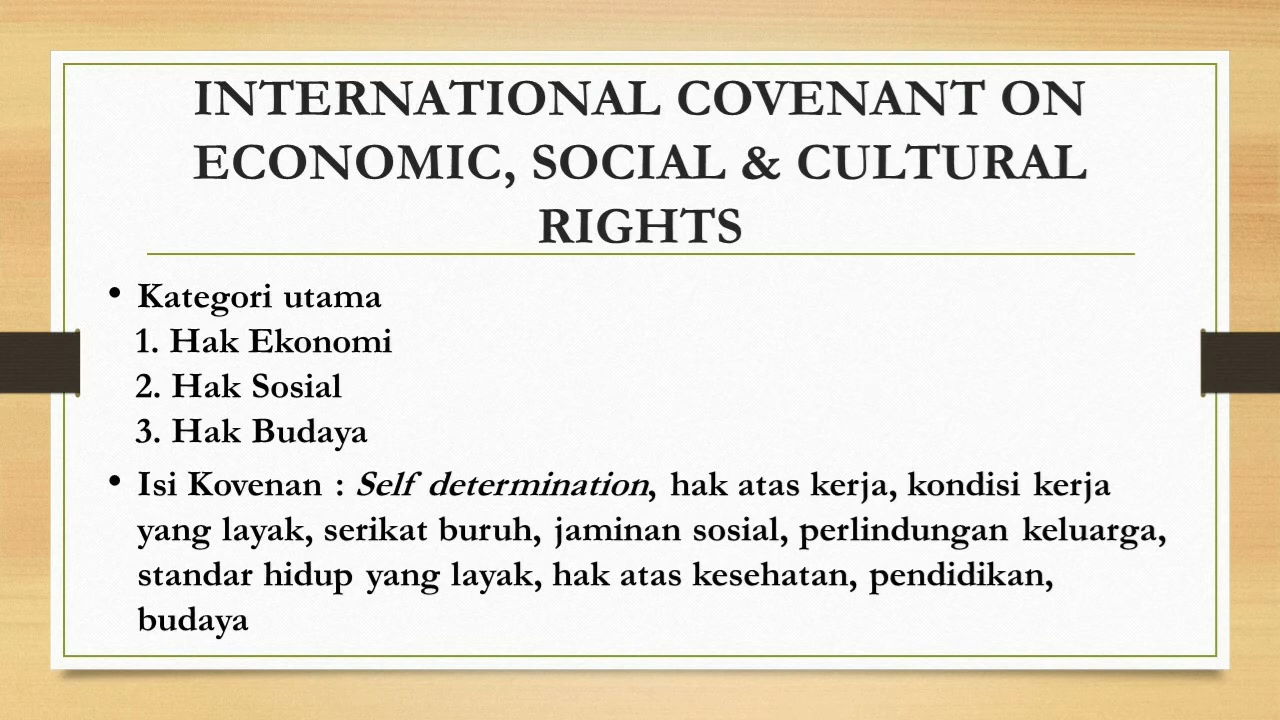 INTERNATIONAL COVENANT ON
ECONOMIC, SOCIAL & CULTURAL
RIGHTS
• Kategori utama
1. Hak Ekonomi
2. Hak Sosial
3. Hak Budaya
• Isi Kovenan : Self determination, hak atas kerja, kondisi kerja
yang layak, serikat buruh, jaminan sosial, perlindungan keluarga,
standar hidup yang layak, hak atas kesehatan, pendidikan,
budaya